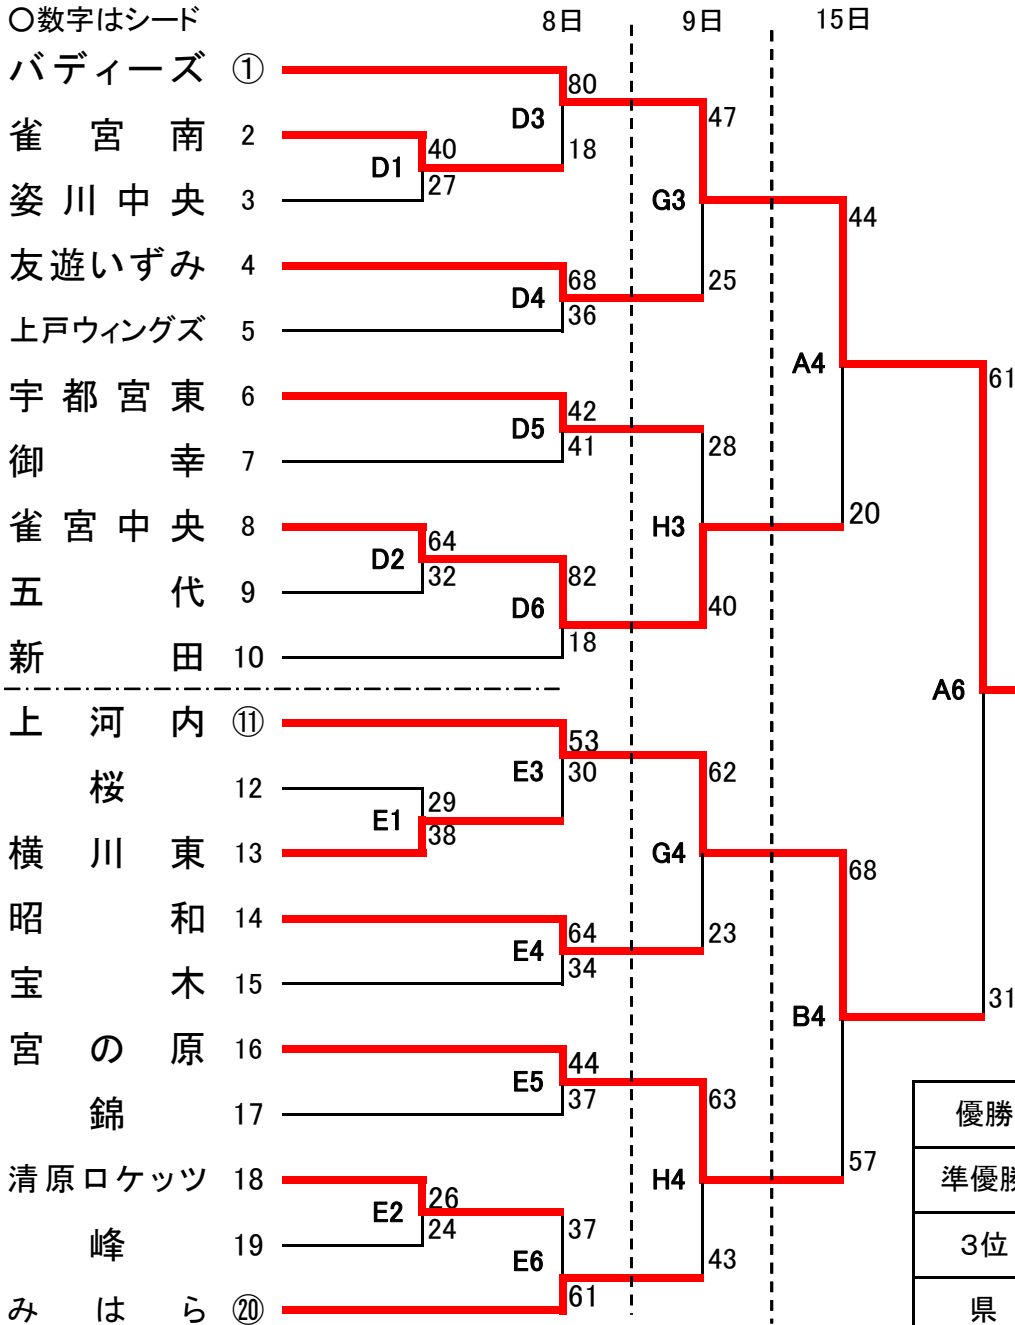 〇数字はシード 8日 9日 15日
バディーズ ①
80
47
D3
雀宮南 2
40
18
D1
27
姿川中央 3
G3
44
友遊いずみ 4
68
25
D4
36
上戸ウィングズ 5
A4
61
宇都宮東 6
42
D5
41
28
御幸 7
雀宮中央 8
64
H3
20
D2
32
82
五代 9
40
D6
18
新田 10
A6
上河内 ⑪
53
E3
30
62
桜 12
29
E1
38
横川東 13
G4
68
昭和 14
64
23
E4
34
宝木 15
31
B4
宮の原 16
44
E5
37
63
優勝
錦 17
57
清原ロケッツ 18
26
H4
準優勝
E2
24
37
峰 19
43
3位
E6
61
みはら ⑳
県